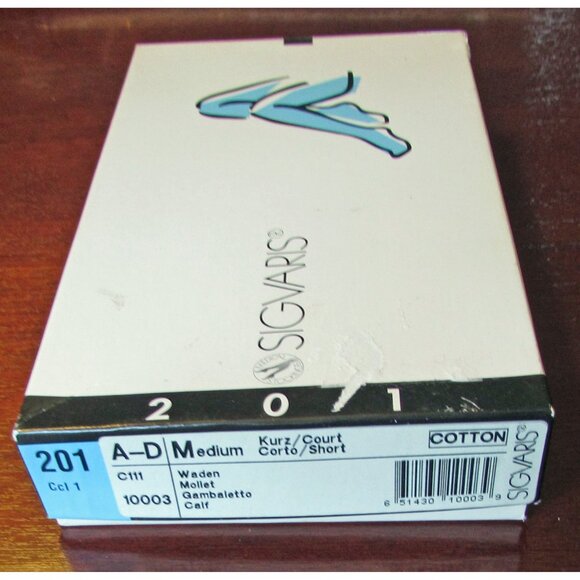 SIGVARIS®
2 0 1
201
Ccl 1
A–D
C111
10003
Medium
Kurz/Court
Corto/Short
Waden
Mollet
Gambaletto
Calf
COTTON
6 51430 10003 9
SIGVARIS®